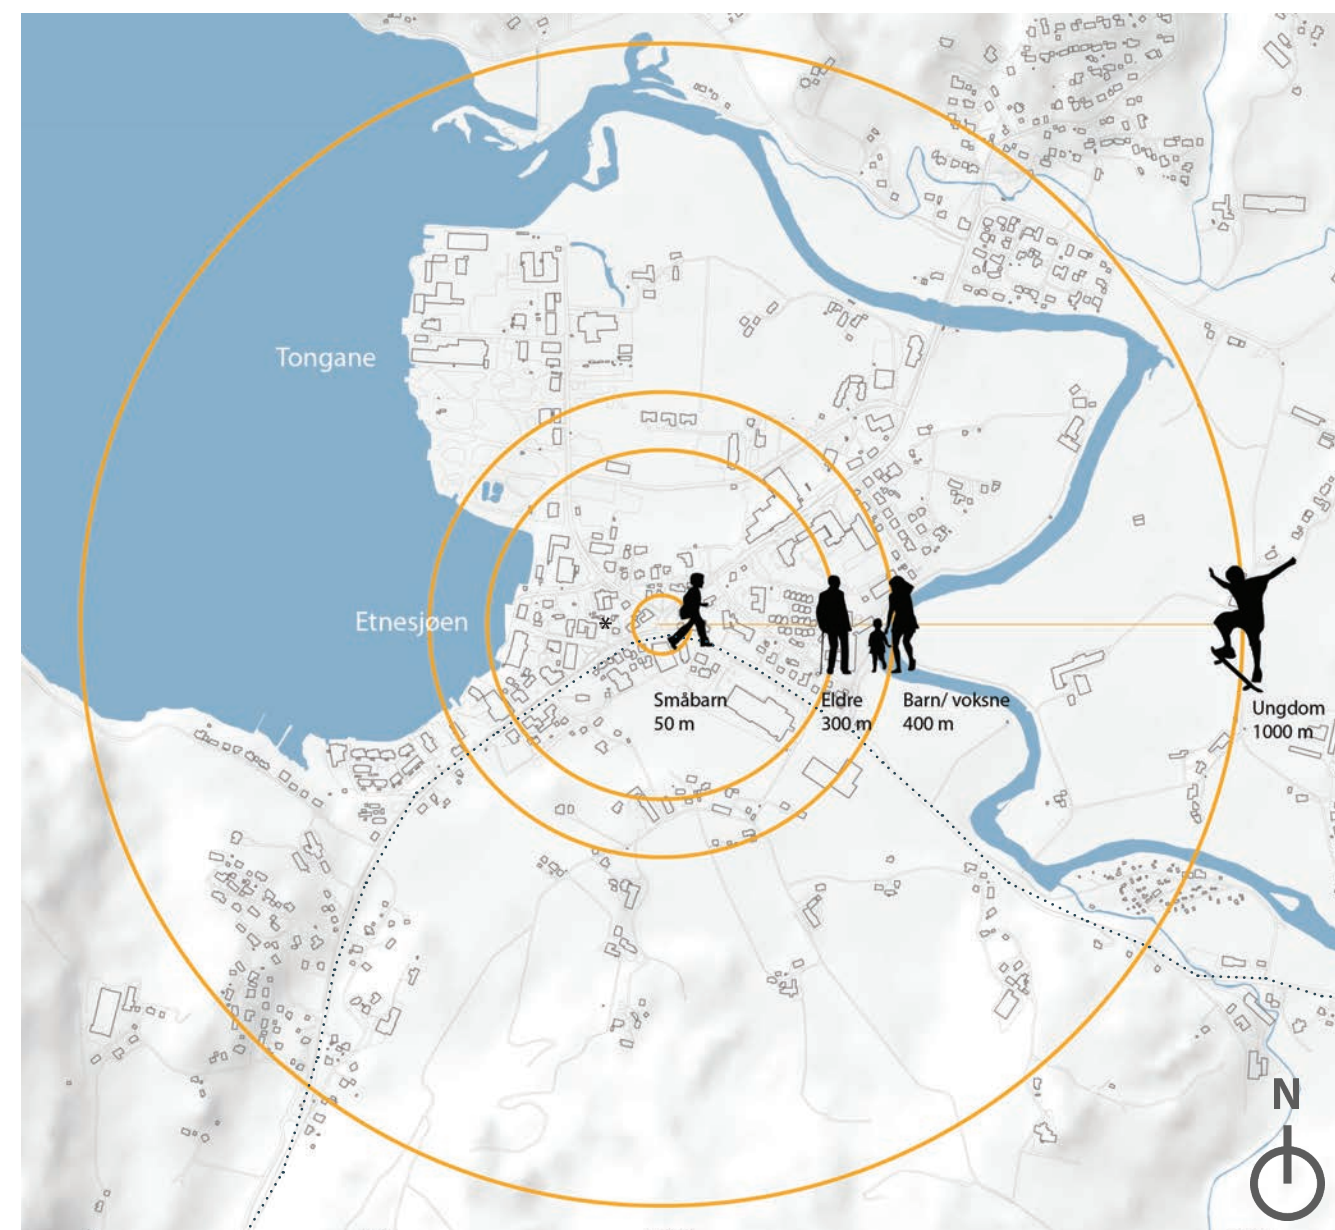 Tongane
Etnesjøen
*
Småbarn
50 m
Eldre
300 m
Barn/ voksne
400 m
Ungdom
1000 m
N